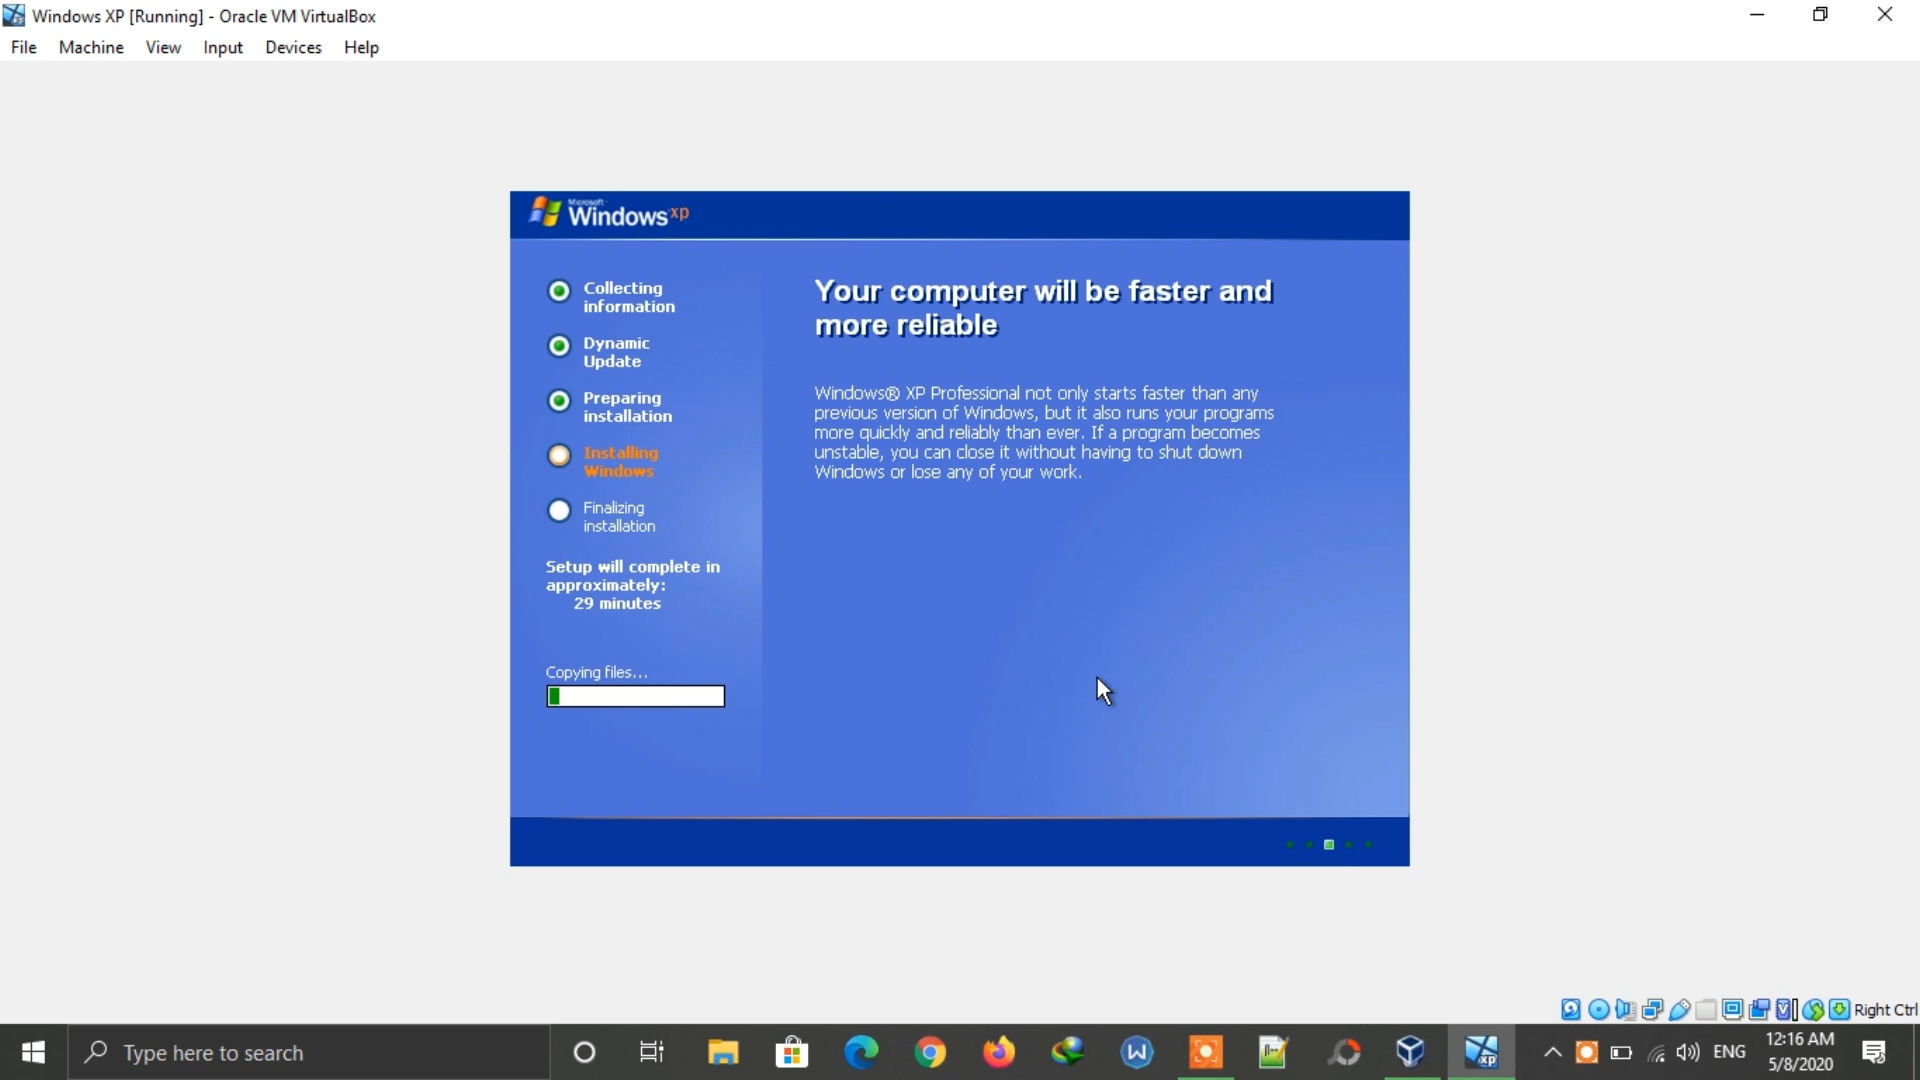 Windows XP [Running] - Oracle VM VirtualBox
File Machine View Input Devices Help
Microsoft
Windows xp
Collecting
information
Dynamic
Update
Preparing
installation
Installing
Windows
Finalizing
installation
Setup will complete in
approximately:
29 minutes
Copying files...
Your computer will be faster and
more reliable
Windows® XP Professional not only starts faster than any
previous version of Windows, but it also runs your programs
more quickly and reliably than ever. If a program becomes
unstable, you can close it without having to shut down
Windows or lose any of your work.
Right Ctrl
Type here to search
W
xp
ENG
12:16 AM
5/8/2020